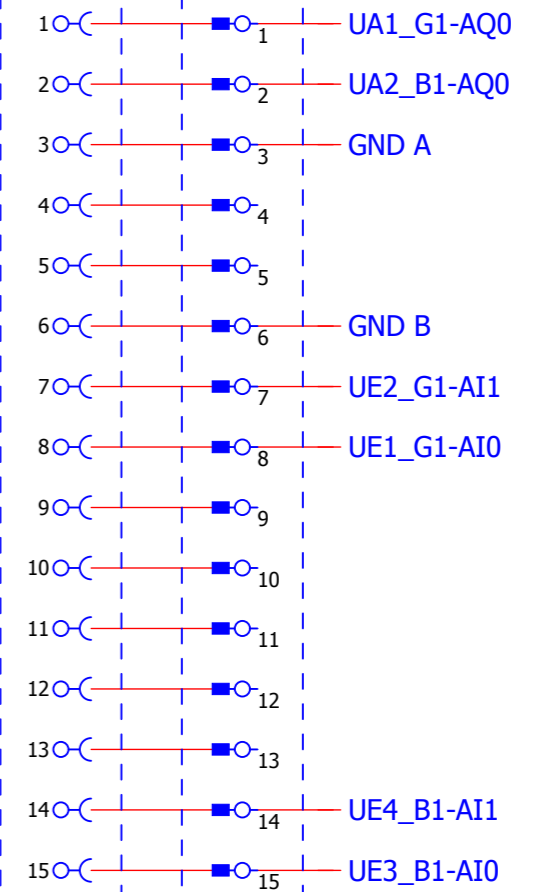 1 1 UA1_G1-AQ0
2 2 UA2_B1-AQ0
3 3 GND A
4 4
5 5
6 6 GND B
7 7 UE2_G1-AI1
8 8 UE1_G1-AI0
9 9
10 10
11 11
12 12
13 13
14 14 UE4_B1-AI1
15 15 UE3_B1-AI0